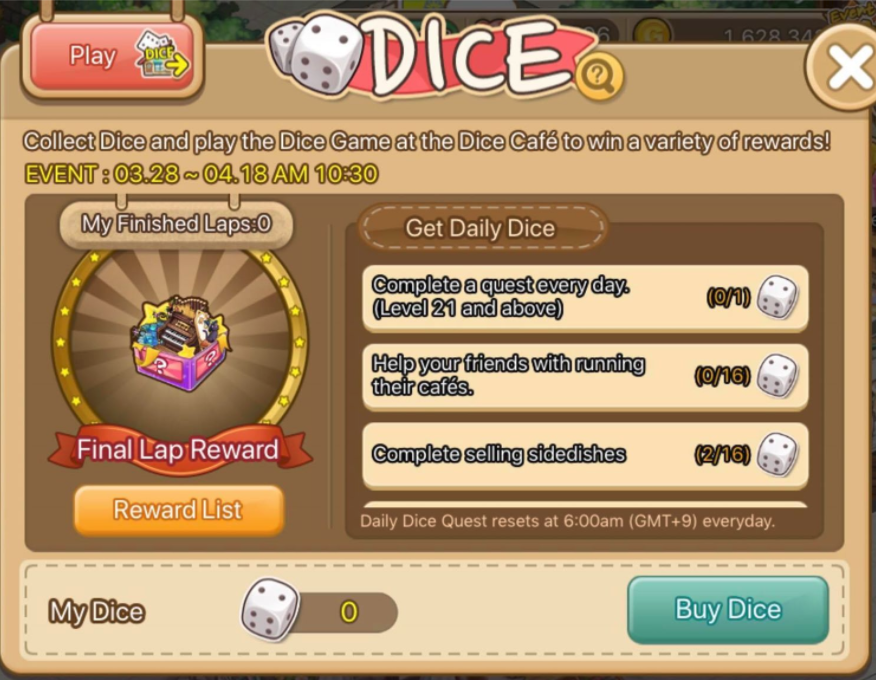 Play
DICE
DICE
G
Collect Dice and play the Dice Game at the Dice Café to win a variety of rewards!
EVENT : 03.28 ~ 04.18 AM 10:30
My Finished Laps:0
Get Daily Dice
Complete a quest every day.
(Level 21 and above)
(0/1)
Help your friends with running
their cafés.
(0/16)
Complete selling sidedishes
(2/16)
Final Lap Reward
Reward List
Daily Dice Quest resets at 6:00am (GMT+9) everyday.
My Dice
0
Buy Dice